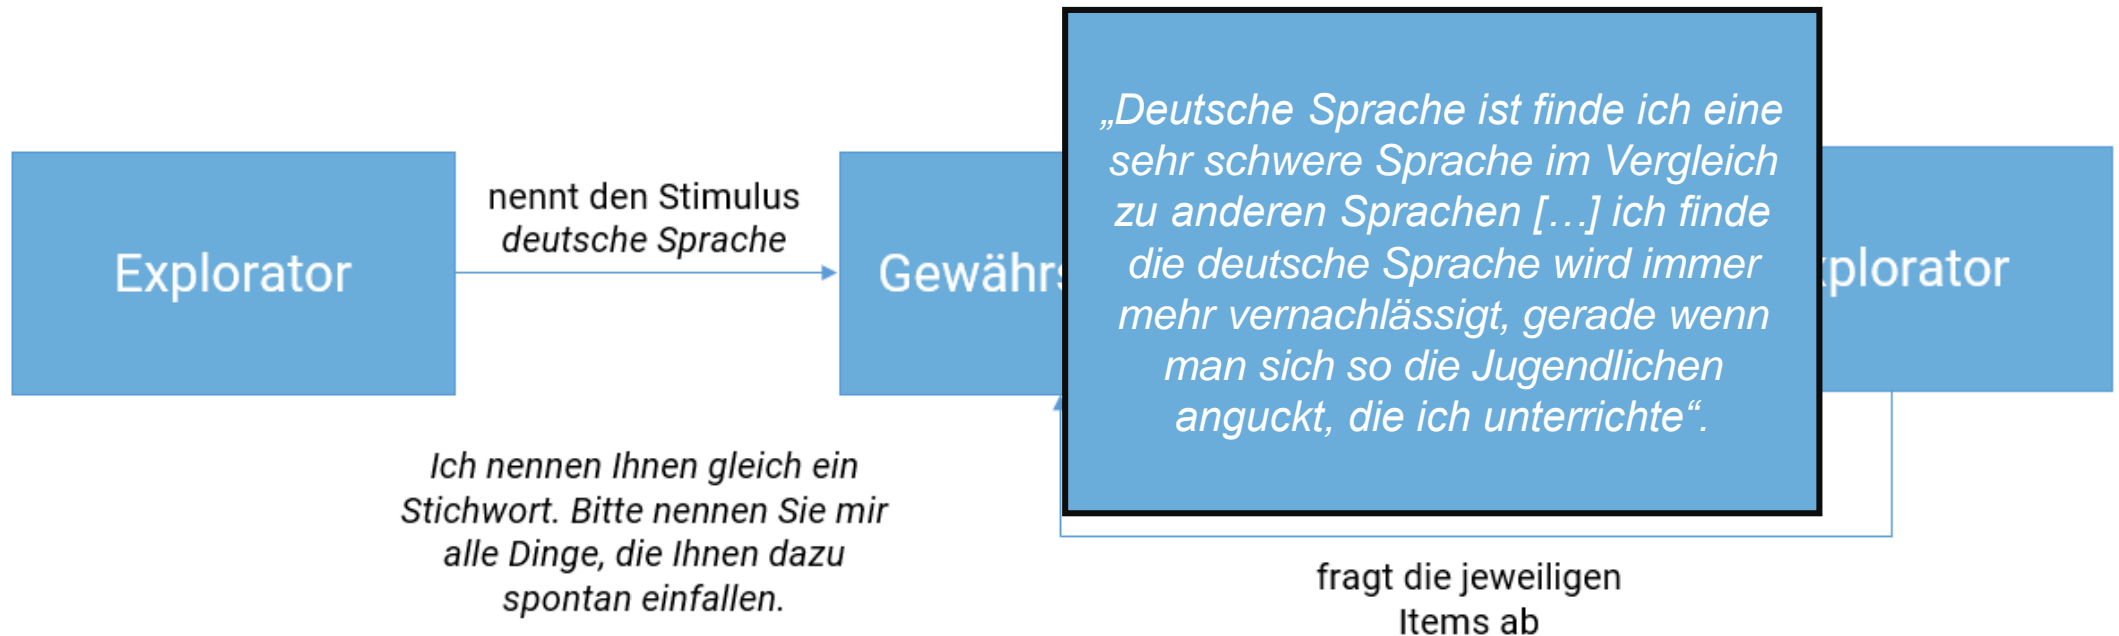 Explorator
nennt den Stimulus
deutsche Sprache
Ich nennen Ihnen gleich ein
Stichwort. Bitte nennen Sie mir
alle Dinge, die Ihnen dazu
spontan einfallen.
„Deutsche Sprache ist finde ich eine
sehr schwere Sprache im Vergleich
zu anderen Sprachen […] ich finde
die deutsche Sprache wird immer
mehr vernachlässigt, gerade wenn
man sich so die Jugendlichen
anguckt, die ich unterrichte“.
fragt die jeweiligen
Items ab